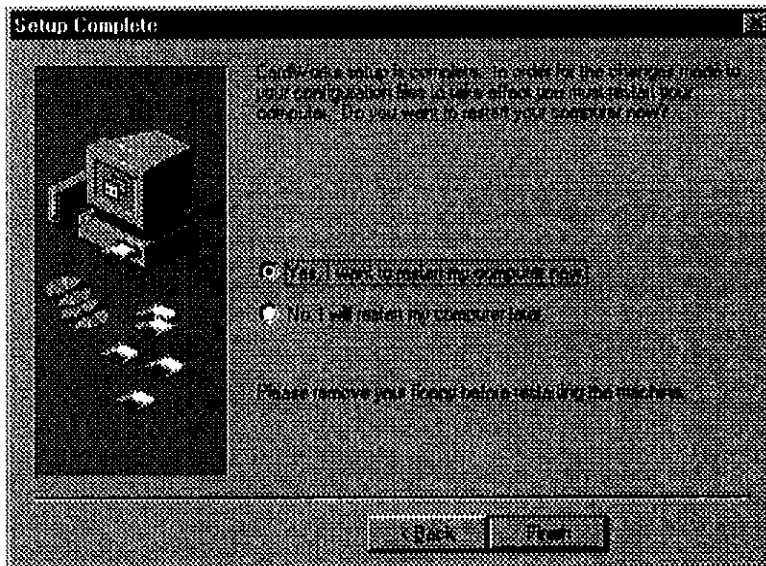 Setup Complete
CardWorks setup is complete. In order for the changes made to
your configuration files to take effect you must restart your
computer. Do you want to restart your computer now?
Yes, I want to restart my computer now.
No, I will restart my computer later.
Please remove your floppy before restarting the machine.
< Back
Finish